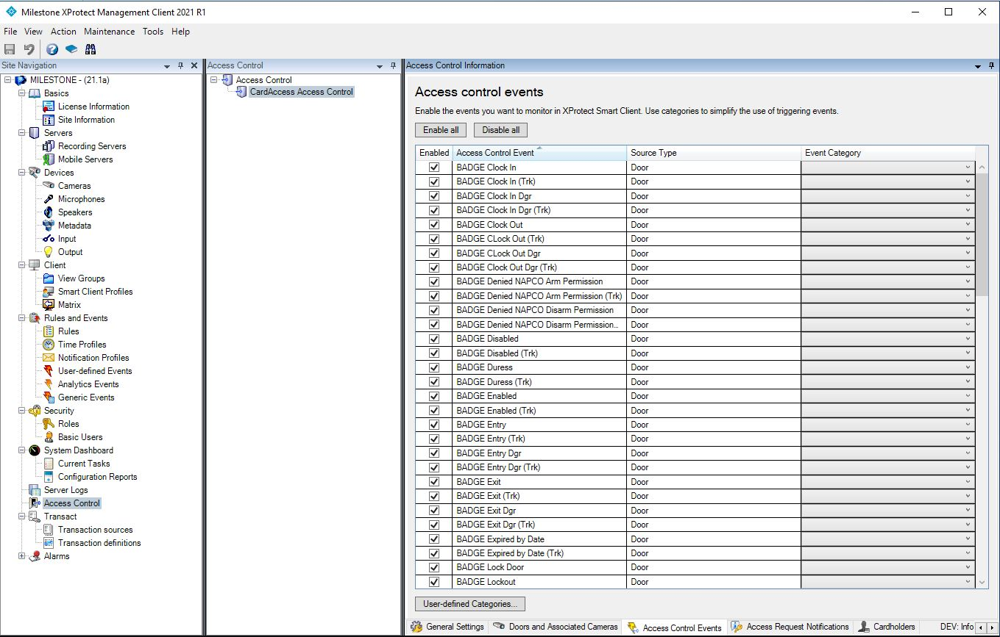 Milestone XProtect Management Client 2021 R1
File View Action Maintenance Tools Help
Site Navigation
MILESTONE - (21.1a)
Basics
License Information
Site Information
Servers
Recording Servers
Mobile Servers
Devices
Cameras
Microphones
Speakers
Metadata
Input
Output
Client
View Groups
Smart Client Profiles
Matrix
Rules and Events
Rules
Time Profiles
Notification Profiles
User-defined Events
Analytics Events
Generic Events
Security
Roles
Basic Users
System Dashboard
Current Tasks
Configuration Reports
Server Logs
Access Control
Transact
Transaction sources
Transaction definitions
Alarms
Access Control
Access Control
CardAccess Access Control
Access Control Information
Access control events
Enable the events you want to monitor in XProtect Smart Client. Use categories to simplify the use of triggering events.
Enable all Disable all
Enabled Access Control Event Source Type Event Category
BADGE Clock In Door
BADGE Clock In (Trk) Door
BADGE Clock In Dgr Door
BADGE Clock In Dgr (Trk) Door
BADGE Clock Out Door
BADGE CLock Out (Trk) Door
BADGE CLock Out Dgr Door
BADGE Clock Out Dgr (Trk) Door
BADGE Denied NAPCO Arm Permission Door
BADGE Denied NAPCO Arm Permission (Trk) Door
BADGE Denied NAPCO Disarm Permission Door
BADGE Denied NAPCO Disarm Permission... Door
BADGE Disabled Door
BADGE Disabled (Trk) Door
BADGE Duress Door
BADGE Duress (Trk) Door
BADGE Enabled Door
BADGE Enabled (Trk) Door
BADGE Entry Door
BADGE Entry (Trk) Door
BADGE Entry Dgr Door
BADGE Entry Dgr (Trk) Door
BADGE Exit Door
BADGE Exit (Trk) Door
BADGE Exit Dgr Door
BADGE Exit Dgr (Trk) Door
BADGE Expired by Date Door
BADGE Expired by Date (Trk) Door
BADGE Lock Door Door
BADGE Lockout Door
User-defined Categories...
General Settings Doors and Associated Cameras Access Control Events Access Request Notifications Cardholders DEV: Info